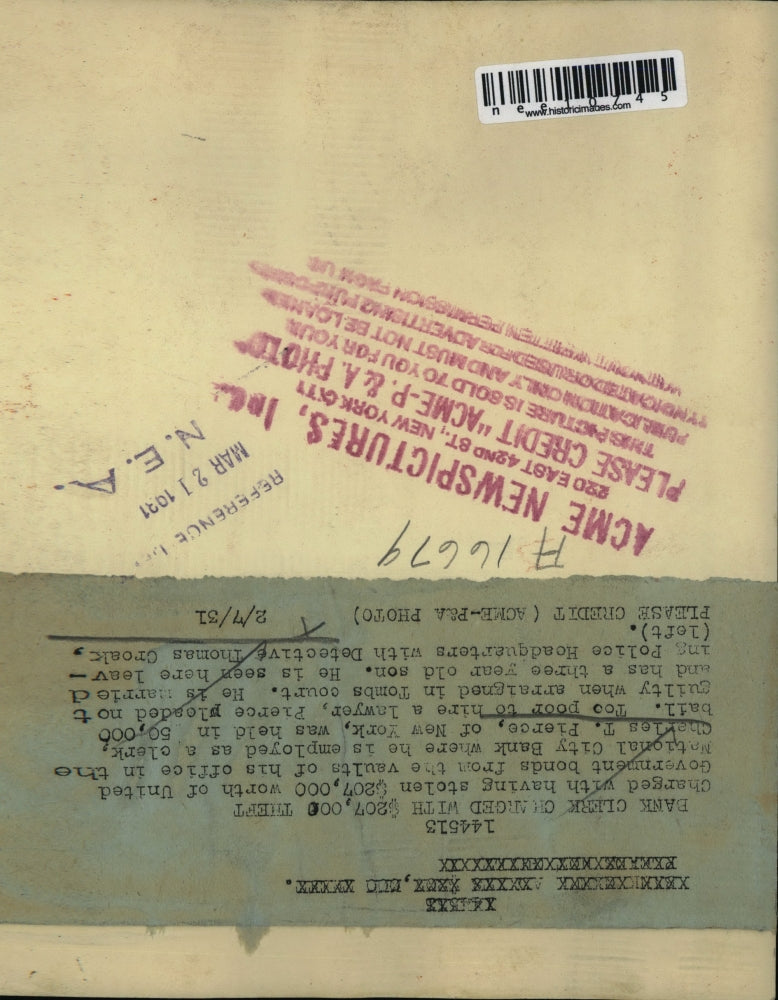 144513
BANK CLERK CHARGED WITH $207,000 THEFT
Charged with having stolen $207,000 worth of United
Government bonds from the vaults of his office in the
National City Bank where he is employed as a clerk,
Charles T. Pierce, of New York, was held in 50,000
bail. Too poor to hire a lawyer, Pierce pleaded not
guilty when arraigned in Tombs court. He is married
and has a three year old son. He is seen here leav-
ing Police Headquarters with Detective Thomas Croak,
(left).
PLEASE CREDIT ( ACME-P&A PHOTO) 2/7/31
A 16679
ACME NEWSPICTURES, Inc.
220 EAST 42ND ST., NEW YORK CITY
PLEASE CREDIT "ACME-P. & A. PHOTO"
THIS PICTURE IS SOLD TO YOU FOR YOUR
PUBLICATION ONLY AND MUST NOT BE LOANED
SYNDICATED OR USED FOR ADVERTISING PURPOSES
WITHOUT WRITTEN PERMISSION FROM US
REFERENCE
MAR 21 1931
N. E. A.
www.historicimages.com